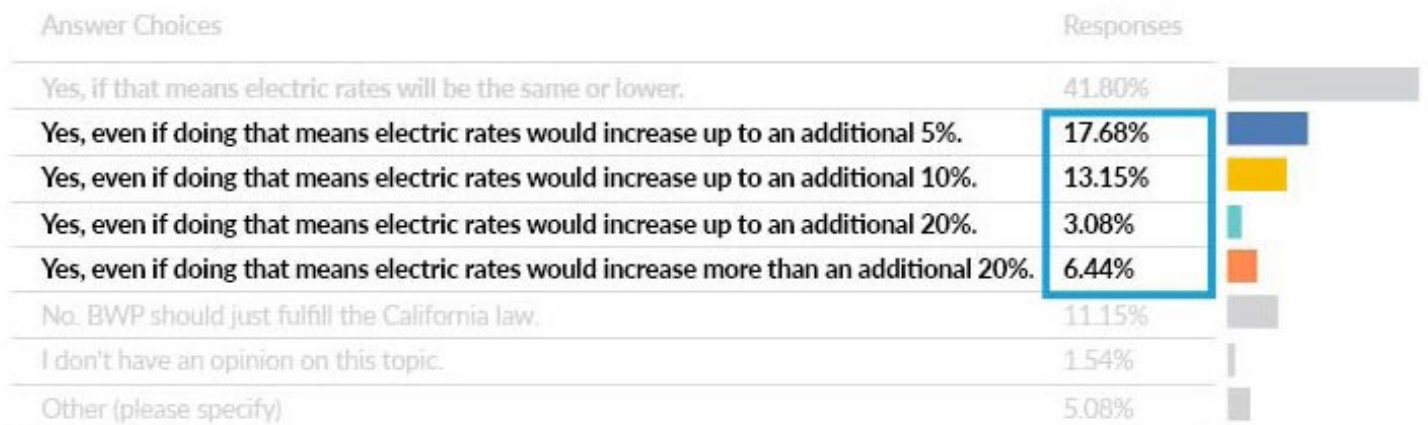 Answer Choices Responses
Yes, if that means electric rates will be the same or lower. 41.80%
Yes, even if doing that means electric rates would increase up to an additional 5%. 17.68%
Yes, even if doing that means electric rates would increase up to an additional 10%. 13.15%
Yes, even if doing that means electric rates would increase up to an additional 20%. 3.08%
Yes, even if doing that means electric rates would increase more than an additional 20%. 6.44%
No. BWP should just fulfill the California law. 11.15%
I don't have an opinion on this topic. 1.54%
Other (please specify) 5.08%